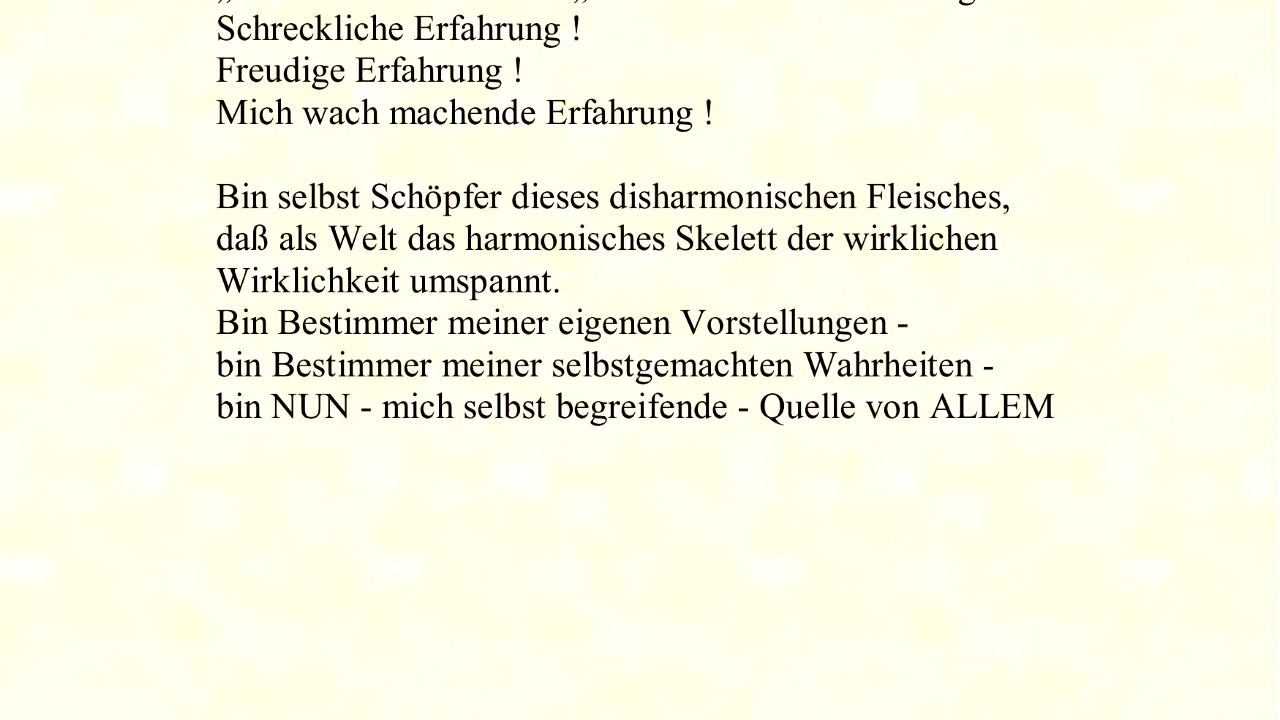 Schreckliche Erfahrung !
Freudige Erfahrung !
Mich wach machende Erfahrung !
Bin selbst Schöpfer dieses disharmonischen Fleisches,
daß als Welt das harmonisches Skelett der wirklichen
Wirklichkeit umspannt.
Bin Bestimmer meiner eigenen Vorstellungen -
bin Bestimmer meiner selbstgemachten Wahrheiten -
bin NUN - mich selbst begreifende - Quelle von ALLEM